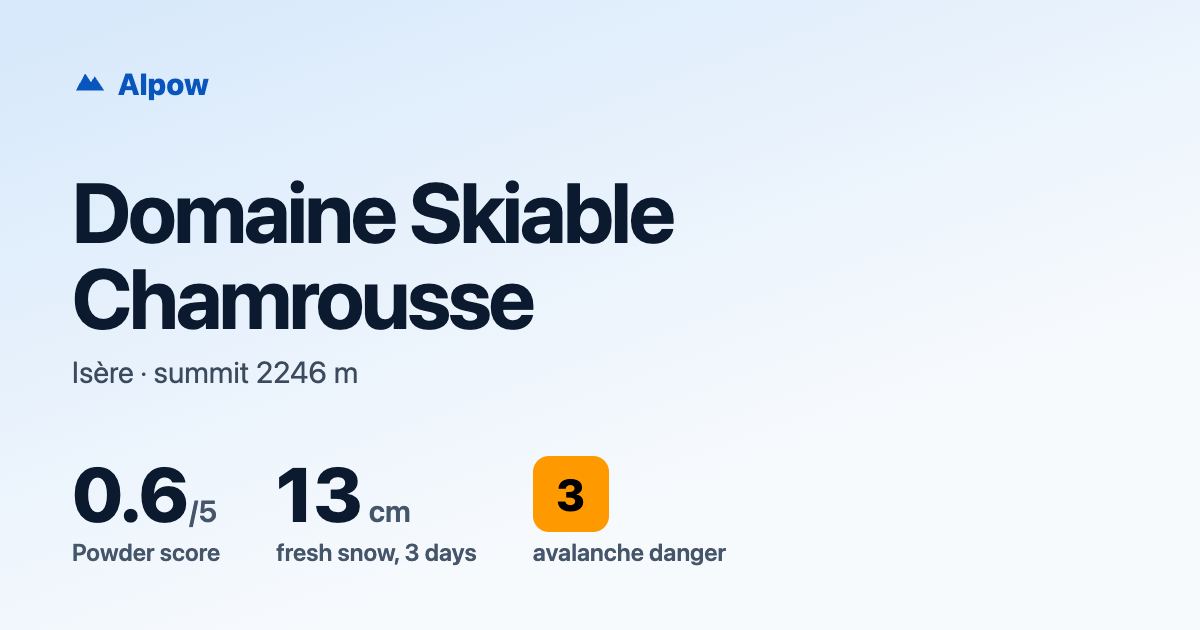 Alpow
Domaine Skiable
Chamrousse
Isère · summit 2246 m
0.6/5
Powder score
13 cm
fresh snow, 3 days
3
avalanche danger